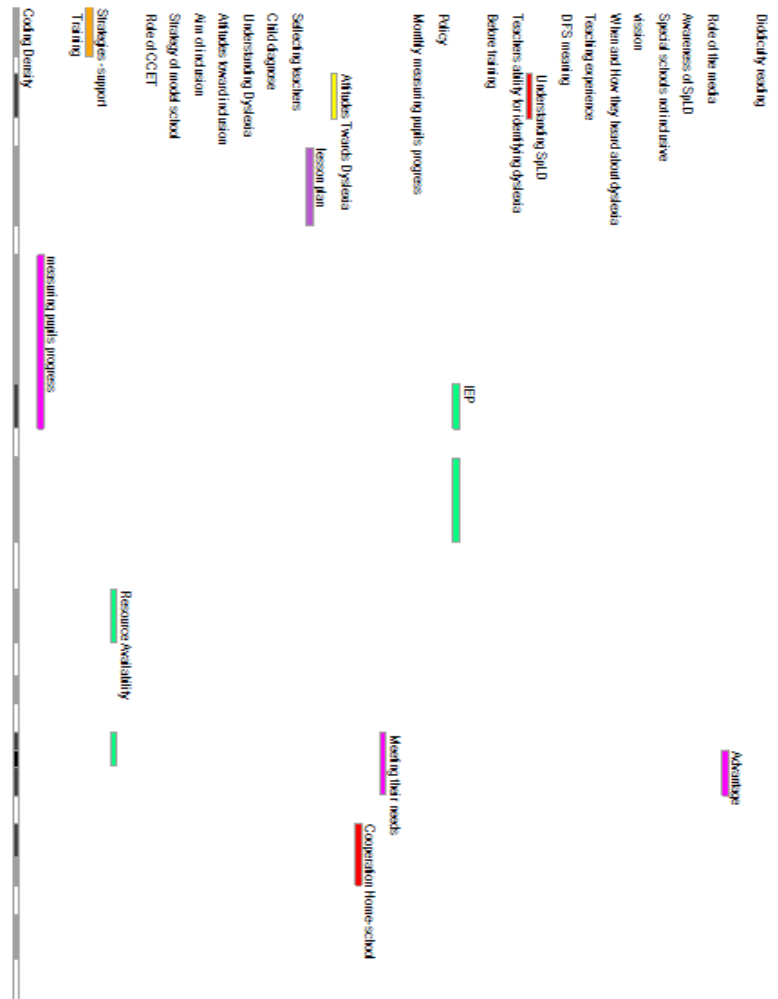 Coding Density
Training
Strategies - support
Role of CCET
Strategy of model school
Aim of inclusion
Attitudes toward inclusion
Understanding Dyslexia
Child diagnose
Sellecting teachers
Monthly measuring pupils progress
Policy
Before training
Teachers ability for identifying dyslexia
DFS meaning
Teaching experience
When and How they heard about dyslexia
vission
Special schools not inclusive
Awareness of SpLD
Role of the media
Diddicilty reading
Attitudes Twards Dyslexia
Understanding SpLD
lesson plan
measuring pupils progress
IEP
Resource Availability
Meeting their needs
Advantage
Cooperation Home-school